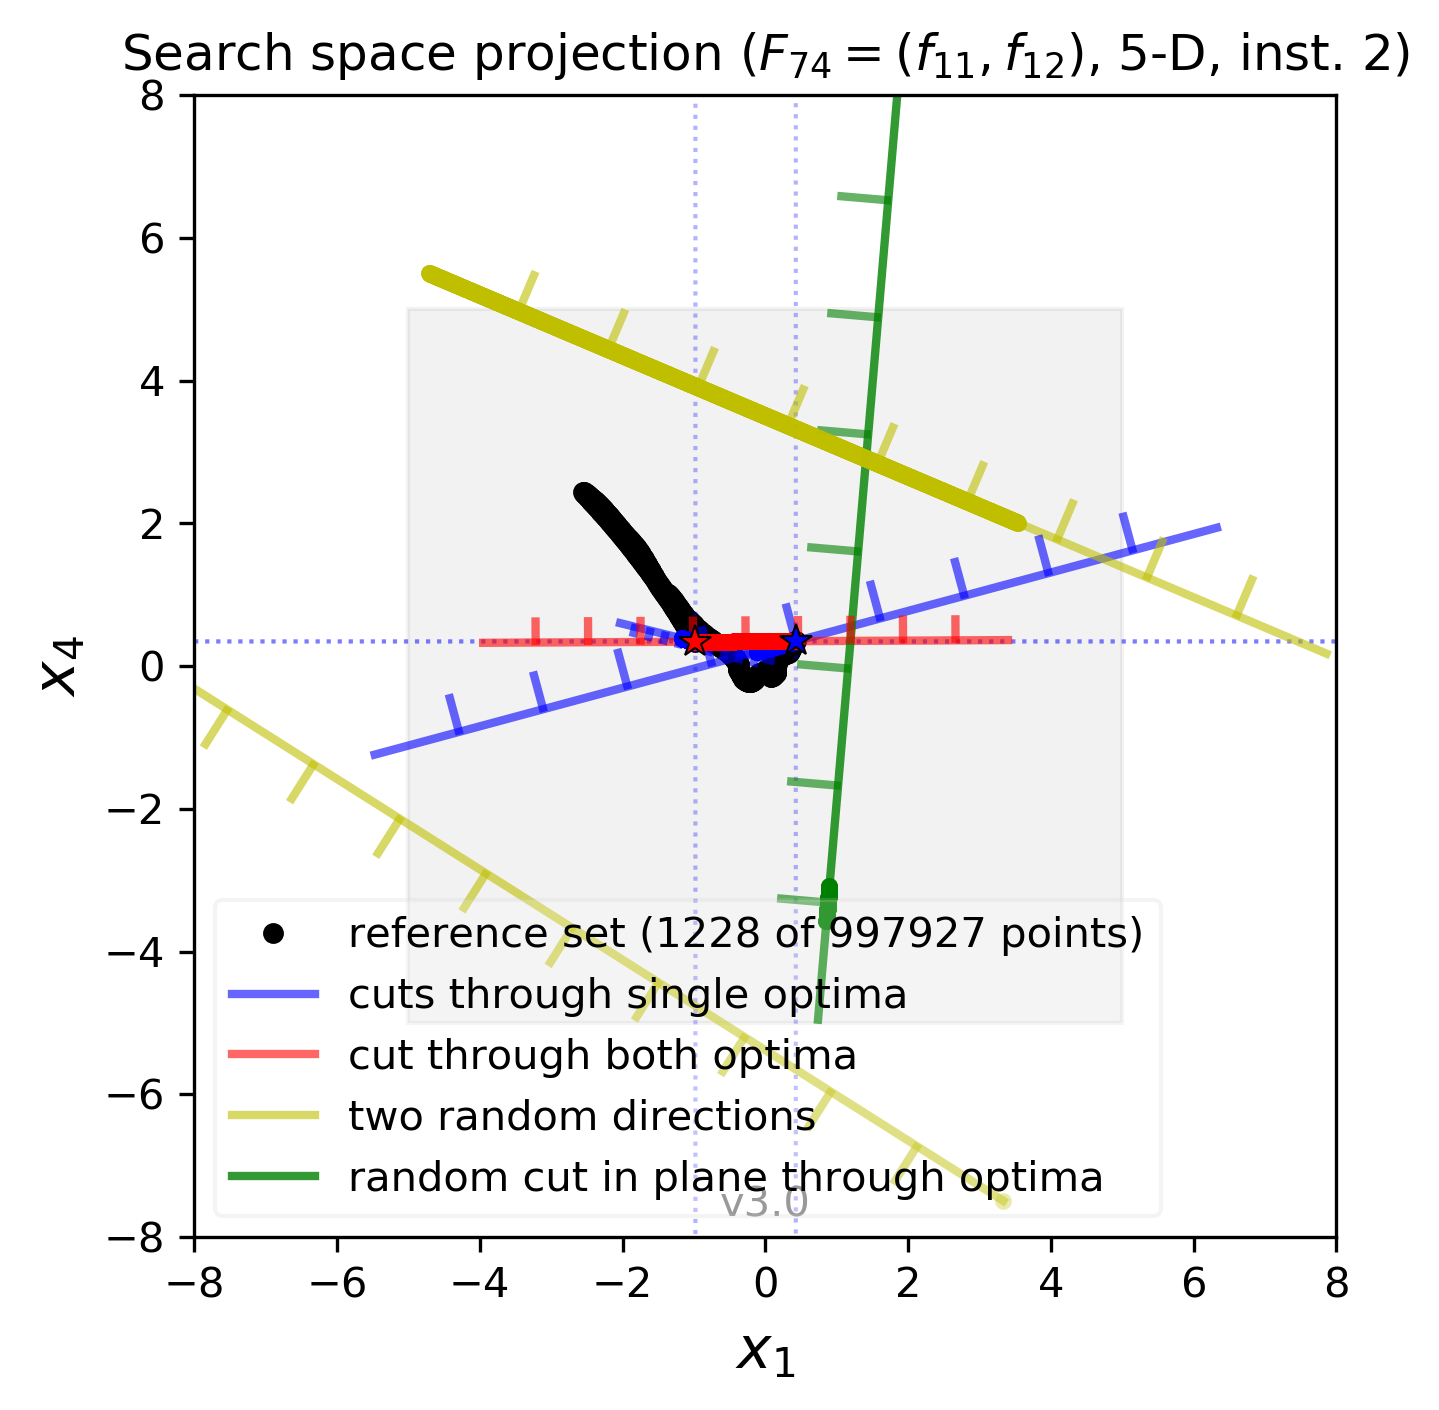 Search space projection (F74 = (f11, f12), 5-D, inst. 2)
8
6
4
2
0
−2
−4
−6
−8
x4
reference set (1228 of 997927 points)
cuts through single optima
cut through both optima
two random directions
random cut in plane through optima
v3.0
−8 −6 −4 −2 0 2 4 6 8
x1